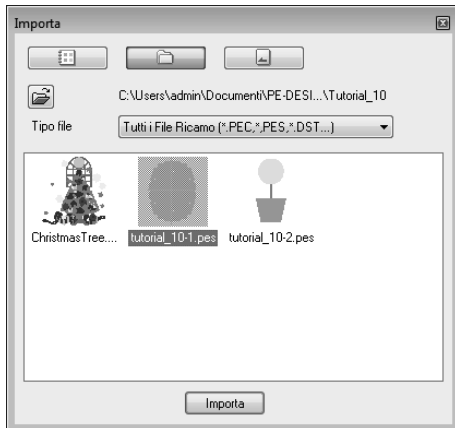 Importa
C:\Users\admin\Documenti\PE-DESI...\Tutorial_10
Tipo file
Tutti i File Ricamo (*.PEC,*,PES,*.DST...)
ChristmasTree....
tutorial_10-1.pes
tutorial_10-2.pes
Importa